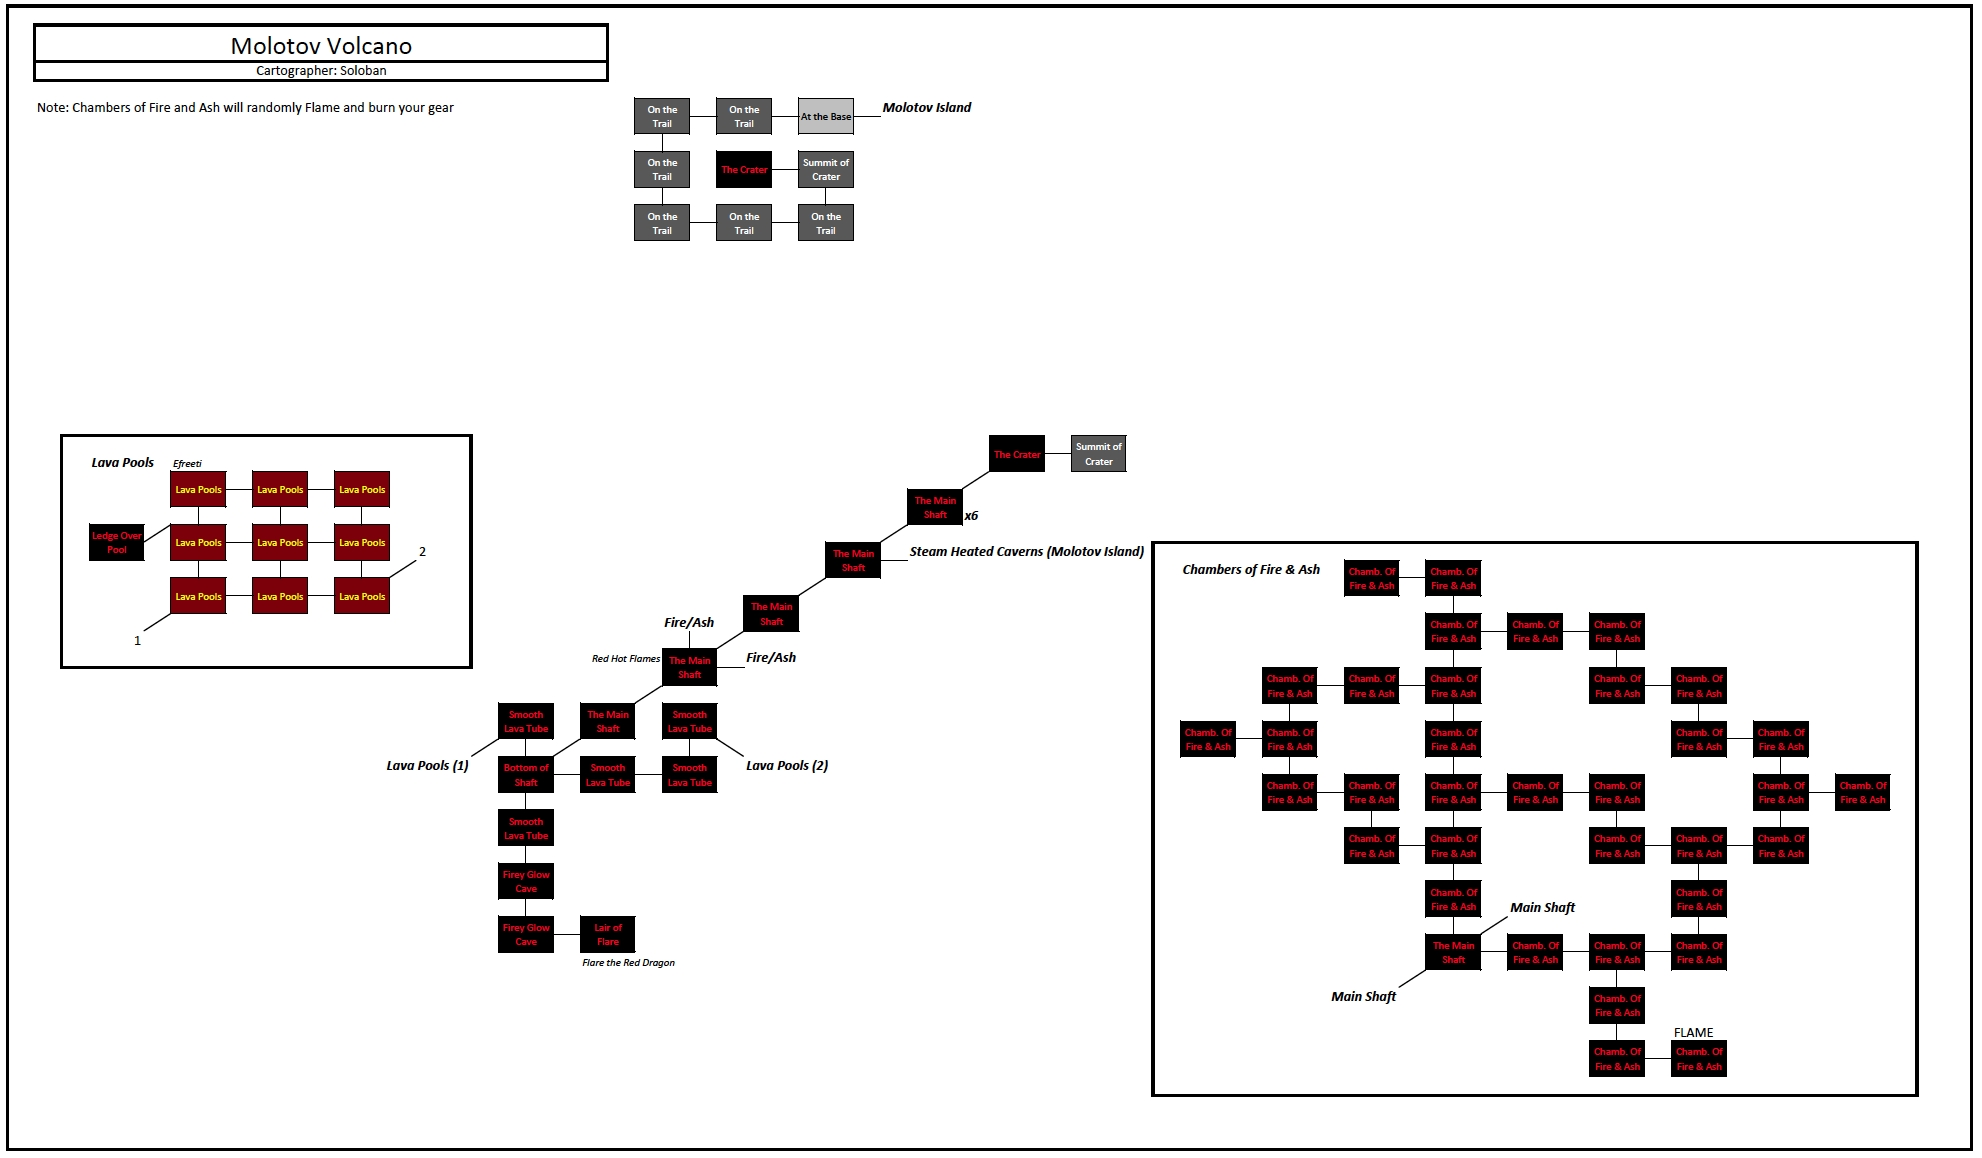 Molotov Volcano
Cartographer: Soloban
Note: Chambers of Fire and Ash will randomly Flame and burn your gear
On the
Trail
On the
Trail
At the Base
Molotov Island
On the
Trail
The Crater
Summit of
Crater
On the
Trail
On the
Trail
On the
Trail
Lava Pools
Efreeti
Lava Pools
Lava Pools
Lava Pools
Ledge Over
Pool
Lava Pools
Lava Pools
Lava Pools
2
Lava Pools
Lava Pools
Lava Pools
1
The Crater
Summit of
Crater
The Main
Shaft
x6
The Main
Shaft
Steam Heated Caverns (Molotov Island)
The Main
Shaft
Fire/Ash
Red Hot Flames
The Main
Shaft
Fire/Ash
Smooth
Lava Tube
The Main
Shaft
Smooth
Lava Tube
Lava Pools (1)
Lava Pools (2)
Bottom of
Shaft
Smooth
Lava Tube
Smooth
Lava Tube
Smooth
Lava Tube
Firey Glow
Cave
Firey Glow
Cave
Lair of
Flare
Flare the Red Dragon
Chambers of Fire & Ash
Chamb. Of
Fire & Ash
Chamb. Of
Fire & Ash
Chamb. Of
Fire & Ash
Chamb. Of
Fire & Ash
Chamb. Of
Fire & Ash
Chamb. Of
Fire & Ash
Chamb. Of
Fire & Ash
Chamb. Of
Fire & Ash
Chamb. Of
Fire & Ash
Chamb. Of
Fire & Ash
Chamb. Of
Fire & Ash
Chamb. Of
Fire & Ash
Chamb. Of
Fire & Ash
Chamb. Of
Fire & Ash
Chamb. Of
Fire & Ash
Chamb. Of
Fire & Ash
Chamb. Of
Fire & Ash
Chamb. Of
Fire & Ash
Chamb. Of
Fire & Ash
Chamb. Of
Fire & Ash
Chamb. Of
Fire & Ash
Chamb. Of
Fire & Ash
Chamb. Of
Fire & Ash
Chamb. Of
Fire & Ash
Chamb. Of
Fire & Ash
Chamb. Of
Fire & Ash
Chamb. Of
Fire & Ash
Chamb. Of
Fire & Ash
Chamb. Of
Fire & Ash
Main Shaft
The Main
Shaft
Chamb. Of
Fire & Ash
Chamb. Of
Fire & Ash
Chamb. Of
Fire & Ash
Main Shaft
Chamb. Of
Fire & Ash
FLAME
Chamb. Of
Fire & Ash
Chamb. Of
Fire & Ash